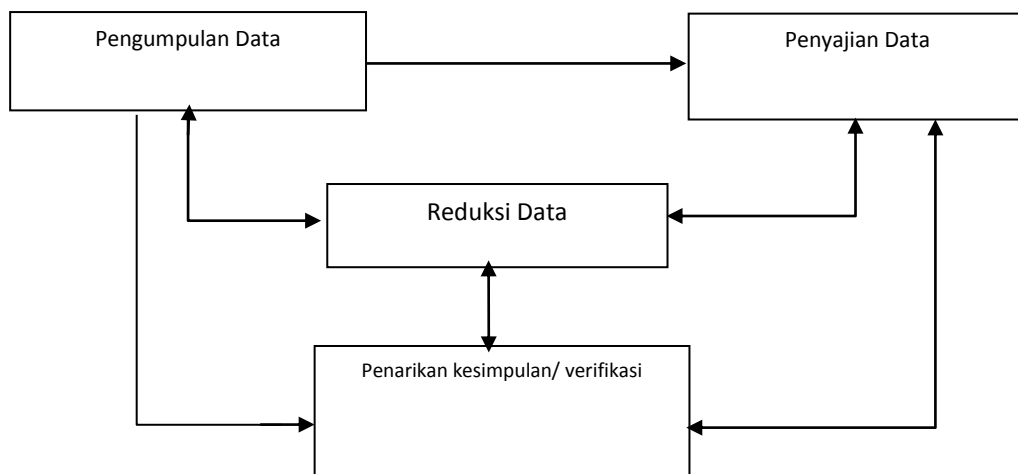 Pengumpulan Data
Penyajian Data
Reduksi Data
Penarikan kesimpulan/ verifikasi